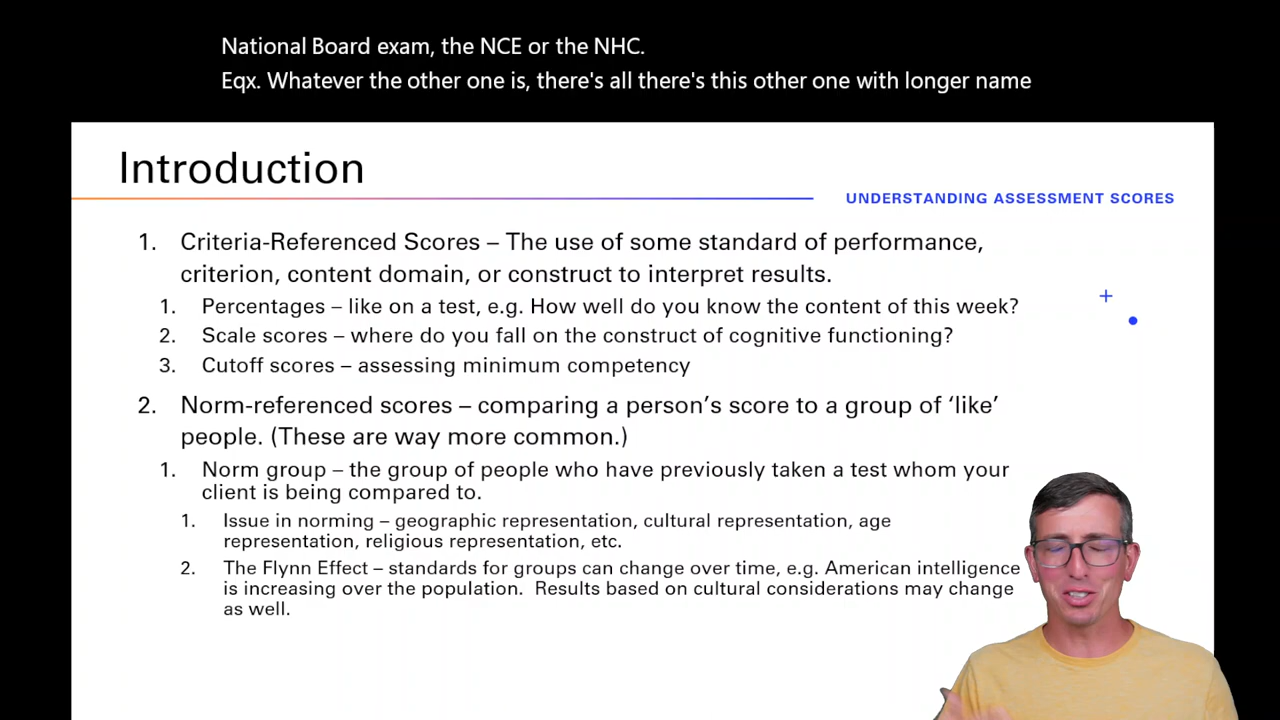 National Board exam, the NCE or the NHC.
Eqx. Whatever the other one is, there's all there's this other one with longer name
Introduction
UNDERSTANDING ASSESSMENT SCORES
1. Criteria-Referenced Scores – The use of some standard of performance,
criterion, content domain, or construct to interpret results.
1. Percentages – like on a test, e.g. How well do you know the content of this week?
2. Scale scores – where do you fall on the construct of cognitive functioning?
3. Cutoff scores – assessing minimum competency
2. Norm-referenced scores – comparing a person's score to a group of 'like'
people. (These are way more common.)
1. Norm group – the group of people who have previously taken a test whom your
client is being compared to.
1. Issue in norming – geographic representation, cultural representation, age
representation, religious representation, etc.
2. The Flynn Effect – standards for groups can change over time, e.g. American intelligence
is increasing over the population.  Results based on cultural considerations may change
as well.